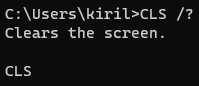 C:\Users\kiril>CLS /?
Clears the screen.

CLS